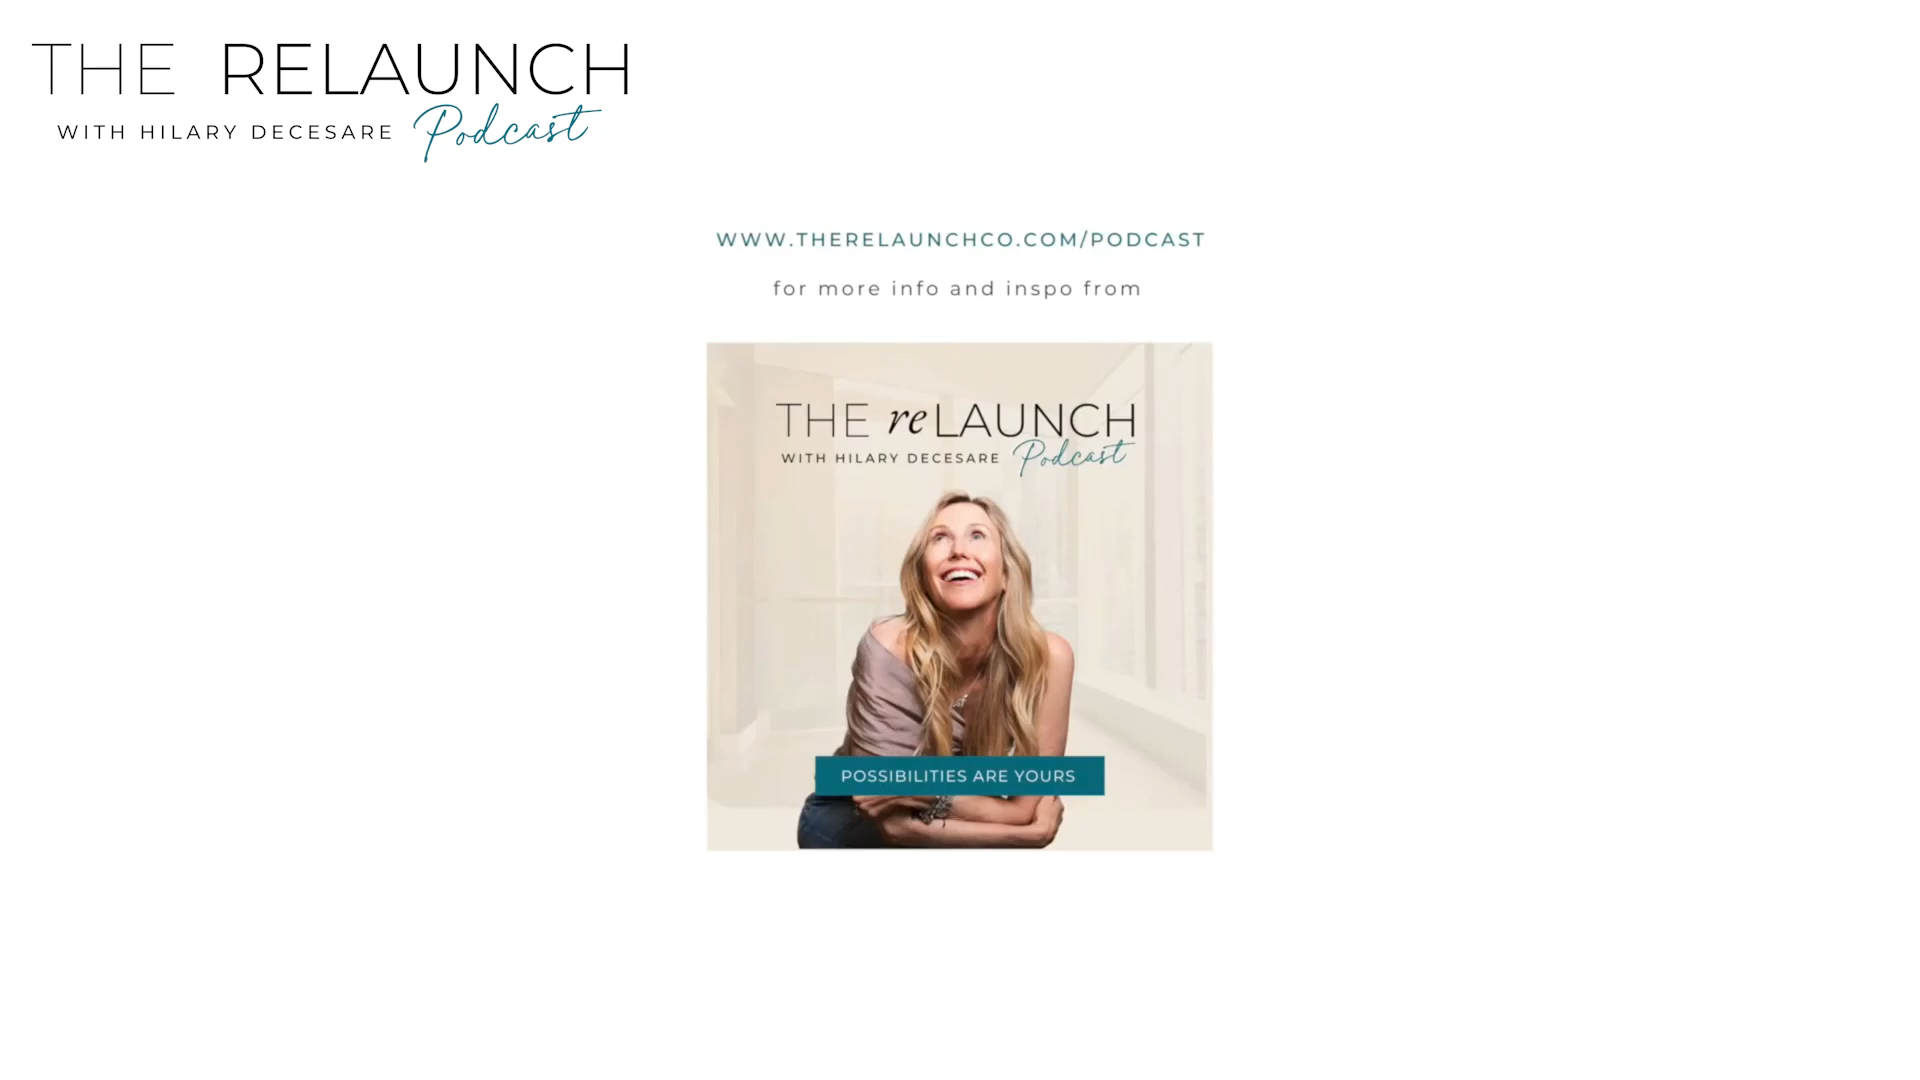 THE RELAUNCH
WITH HILARY DECESARE Podcast
WWW.THERELAUNCHCO.COM/PODCAST
for more info and inspo from
THE reLAUNCH
WITH HILARY DECESARE Podcast
POSSIBILITIES ARE YOURS